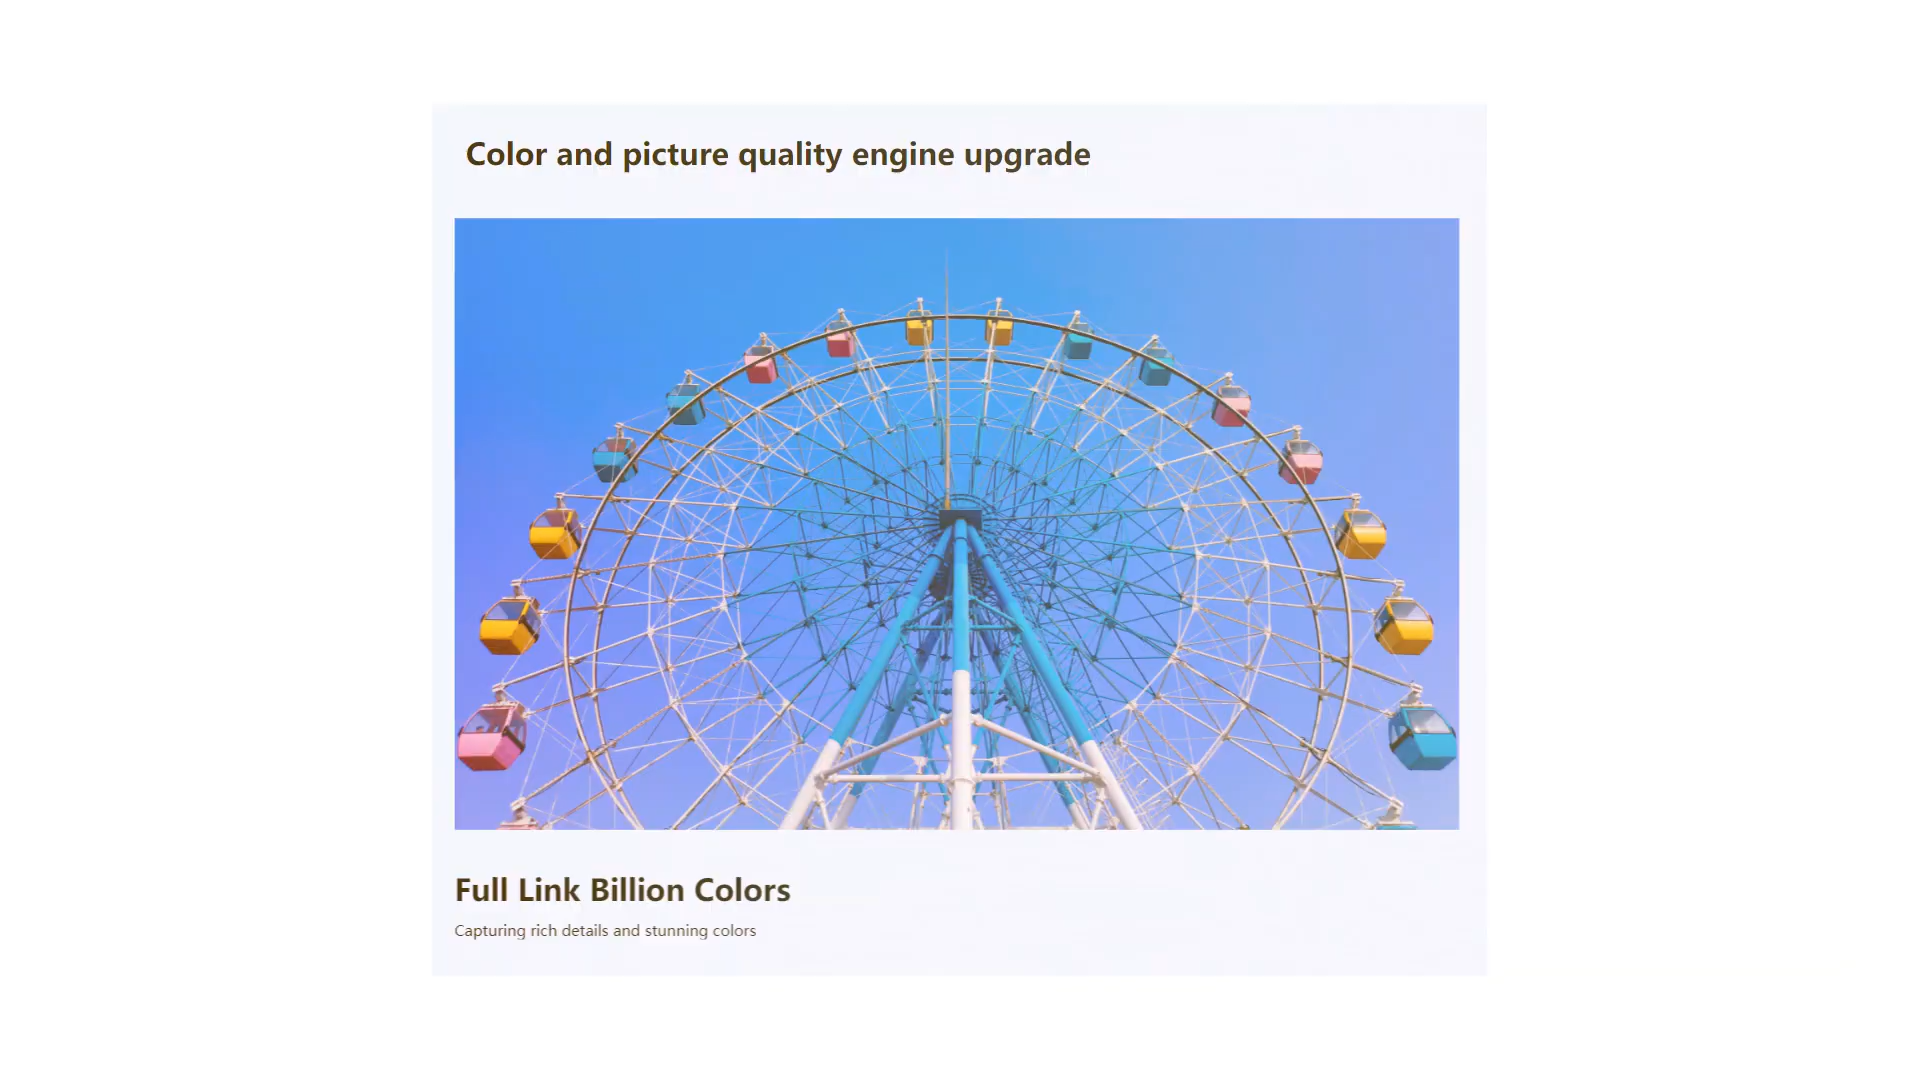 Color and picture quality engine upgrade
Full Link Billion Colors
Capturing rich details and stunning colors